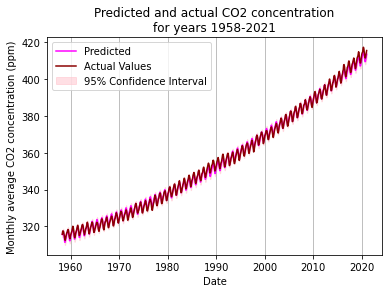 Predicted and actual CO2 concentration
for years 1958-2021
Predicted
Actual Values
95% Confidence Interval
Monthly average CO2 concentration (ppm)
420
400
380
360
340
320
1960 1970 1980 1990 2000 2010 2020
Date